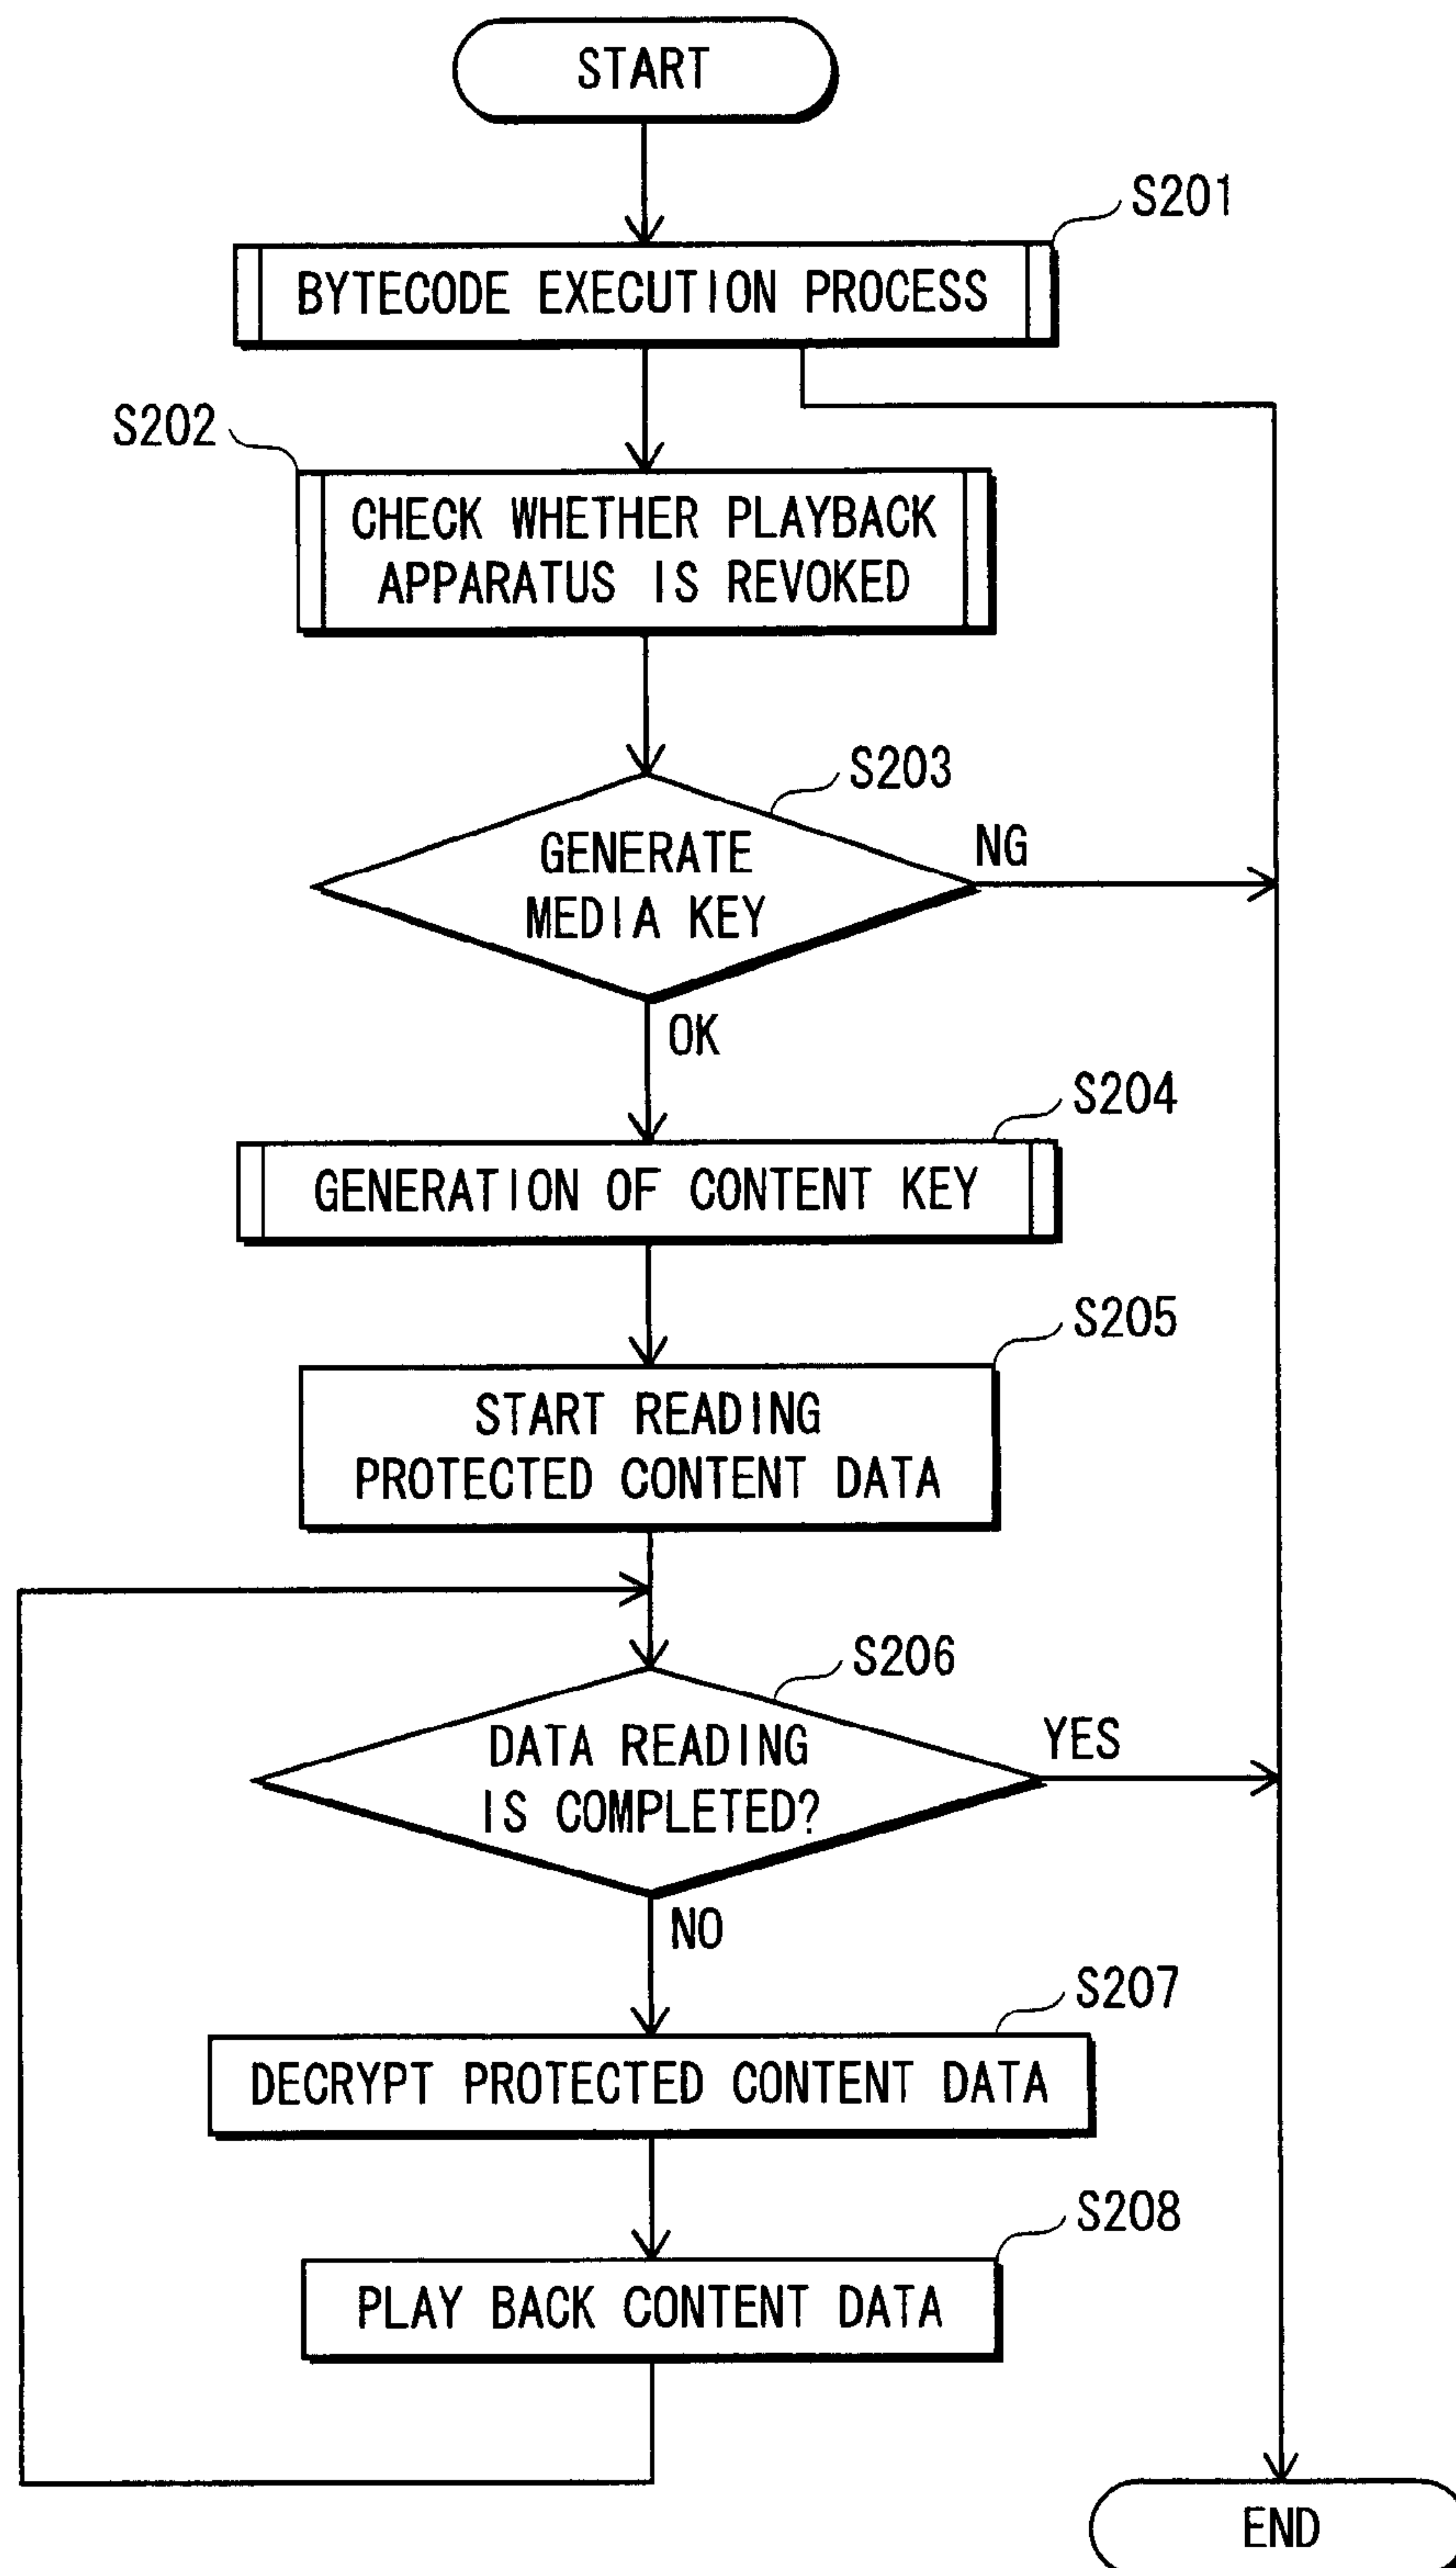 START
S201
BYTECODE EXECUTION PROCESS
S202
CHECK WHETHER PLAYBACK
APPARATUS IS REVOKED
S203
GENERATE
MEDIA KEY
NG
OK
S204
GENERATION OF CONTENT KEY
S205
START READING
PROTECTED CONTENT DATA
S206
DATA READING
IS COMPLETED?
YES
NO
S207
DECRYPT PROTECTED CONTENT DATA
S208
PLAY BACK CONTENT DATA
END